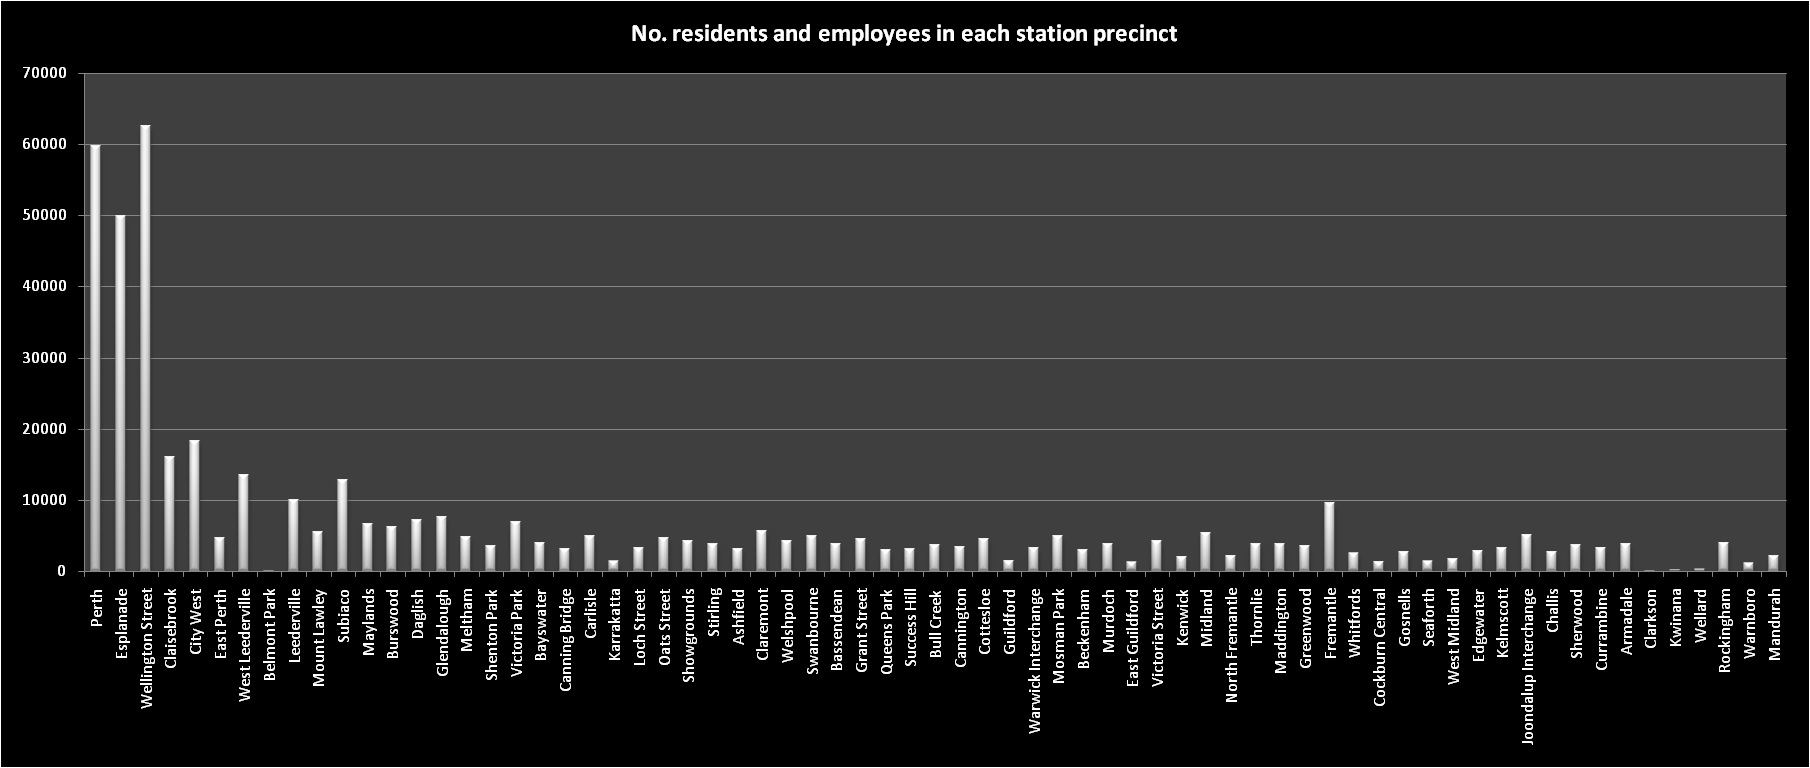 No. residents and employees in each station precinct
70000
60000
50000
40000
30000
20000
10000
0
Perth
Esplanade
Wellington Street
Claisebrook
City West
East Perth
West Leederville
Belmont Park
Leederville
Mount Lawley
Subiaco
Maylands
Burswood
Daglish
Glendalough
Meltham
Shenton Park
Victoria Park
Bayswater
Canning Bridge
Carlisle
Karrakatta
Loch Street
Oats Street
Showgrounds
Stirling
Ashfield
Claremont
Welshpool
Swanbourne
Bassendean
Grant Street
Queens Park
Success Hill
Bull Creek
Cannington
Cottesloe
Guildford
Warwick Interchange
Mosman Park
Beckenham
Murdoch
East Guildford
Victoria Street
Kenwick
Midland
North Fremantle
Thornlie
Maddington
Greenwood
Fremantle
Whitfords
Cockburn Central
Gosnells
Seaforth
West Midland
Edgewater
Kelmscott
Joondalup Interchange
Challis
Sherwood
Currambine
Armadale
Clarkson
Kwinana
Wellard
Rockingham
Warnboro
Mandurah